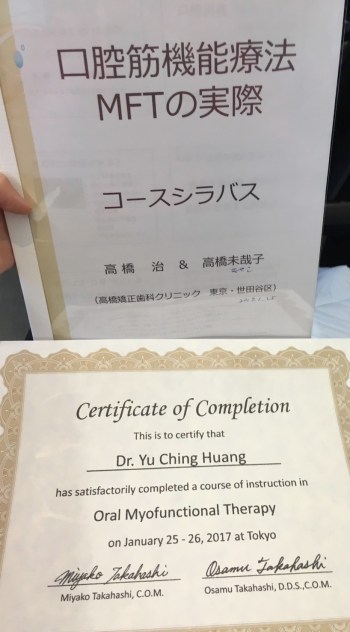 口腔筋機能療法
MFTの実際
コースシラバス
高橋 治 & 高橋未哉子
みやこ
(高橋矯正歯科クリニック 東京・世田谷区)
Certificate of Completion
This is to certify that
Dr. Yu Ching Huang
has satisfactorily completed a course of instruction in
Oral Myofunctional Therapy
on January 25 - 26, 2017 at Tokyo
Miyako Takahashi Osamu Takahashi
Miyako Takahashi, C.O.M. Osamu Takahashi, D.D.S.,C.O.M.